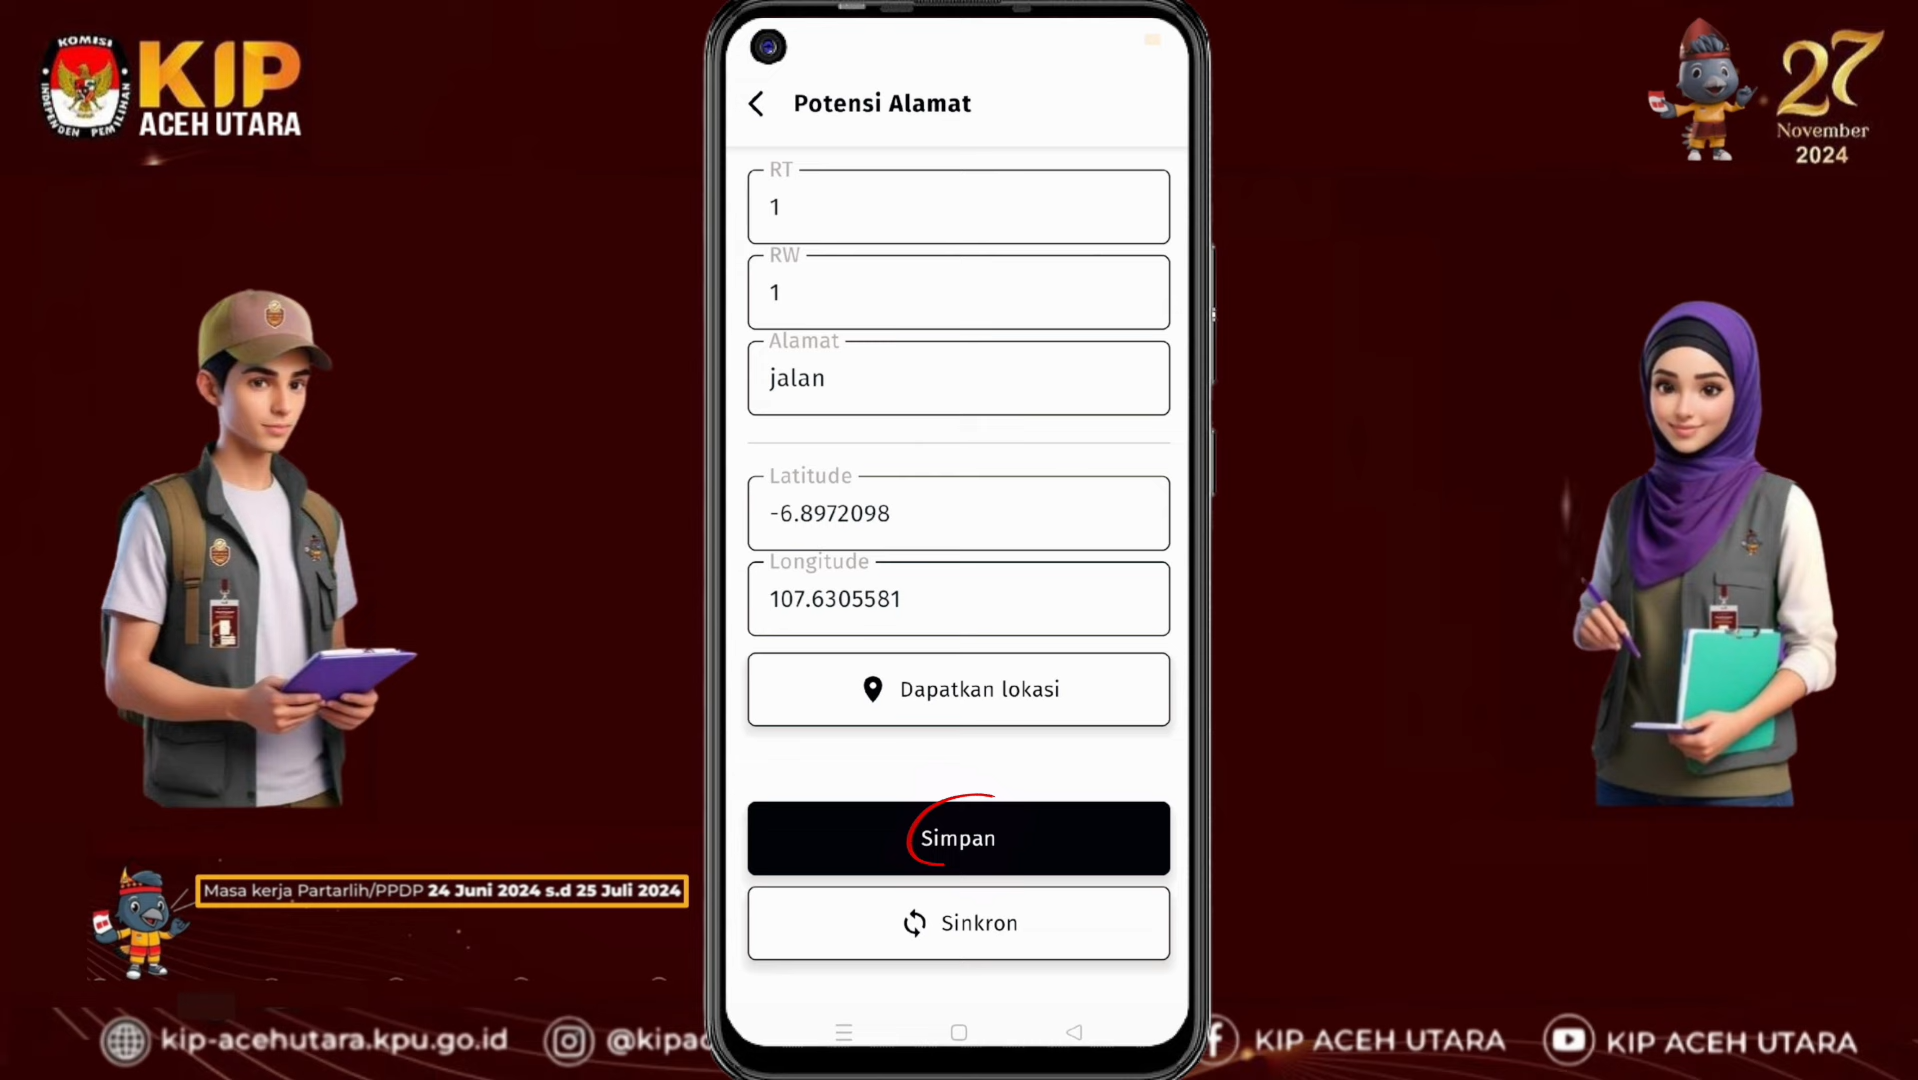 KOMISI
INDEPENDEN PEMILIHAN
KIP
ACEH UTARA
27
November
2024
Potensi Alamat
RT
1
RW
1
Alamat
jalan
Latitude
-6.8972098
Longitude
107.6305581
Dapatkan lokasi
Simpan
Sinkron
Masa kerja Partarlih/PPDP 24 Juni 2024 s.d 25 Juli 2024
kip-acehutara.kpu.go.id
KIP ACEH UTARA
KIP ACEH UTARA